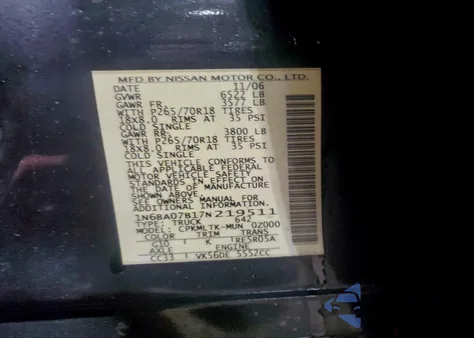 MFD BY NISSAN MOTOR CO., LTD.
DATE 11/06
GVWR 6522 LB
GAWR FR. 3577 LB
WITH P265/70R18 TIRES
18X8.0 RIMS AT 35 PSI
COLD SINGLE
GAWR RR. 3800 LB
WITH P265/70R18 TIRES
18X8.0 RIMS AT 35 PSI
COLD SINGLE
THIS VEHICLE CONFORMS TO
ALL APPLICABLE FEDERAL
MOTOR VEHICLE SAFETY
STANDARDS IN EFFECT ON
THE DATE OF MANUFACTURE
SHOWN ABOVE.
SEE OWNERS MANUAL FOR
ADDITIONAL INFORMATION.
1N6BA07B17N219511
TYPE: TRUCK 642
MODEL: CPKMLTK-MUN 02000
COLOR TRIM TRANS
G10 K RE5R05A
AXLE ENGINE
CC33 VK56DE 5552CC